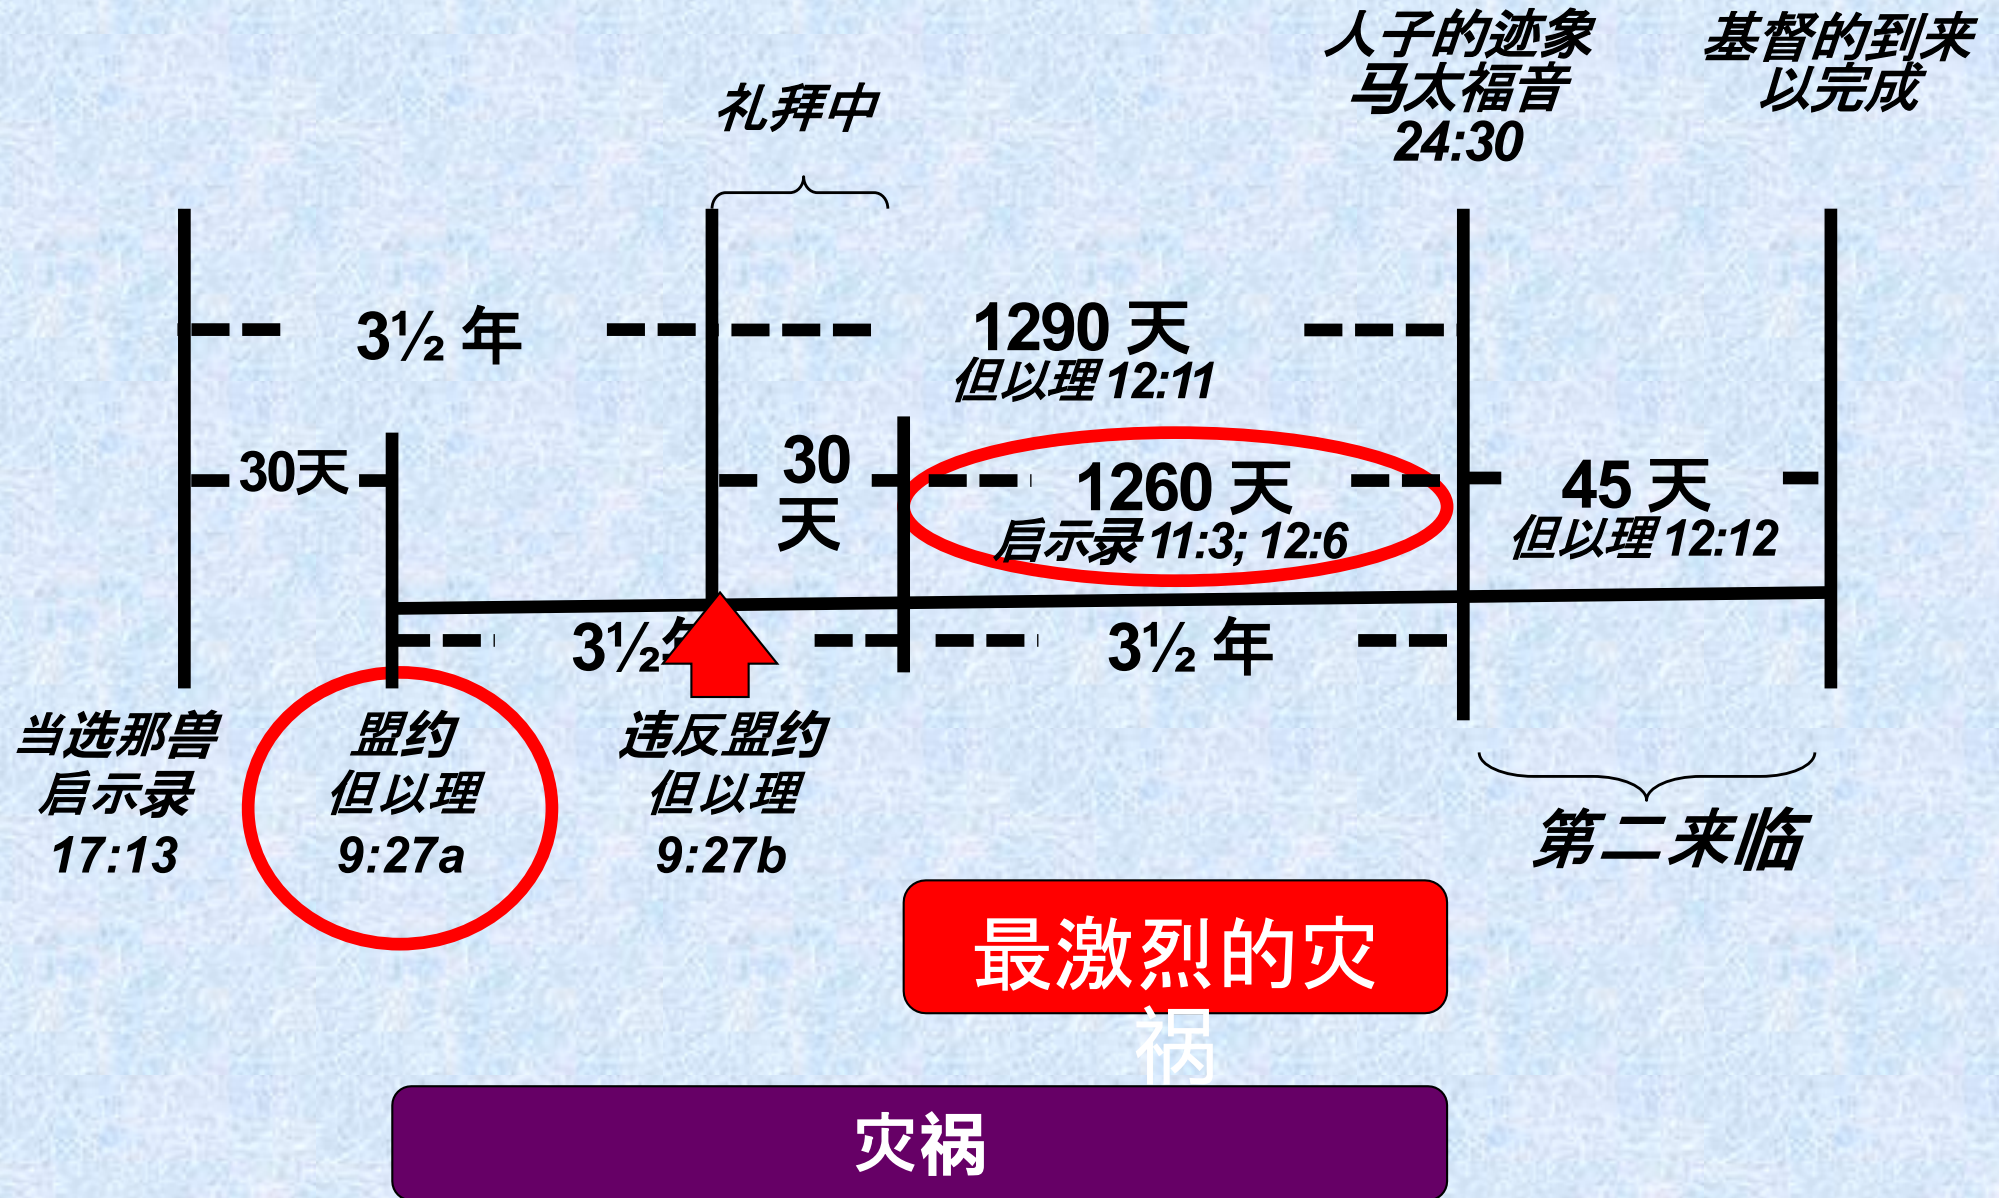 人子的迹象
马太福音
24:30
基督的到来
以完成
礼拜中
3½ 年
1290 天
但以理 12:11
30天
30
天
1260 天
启示录 11:3; 12:6
45 天
但以理 12:12
3½年
3½ 年
当选那兽
启示录
17:13
盟约
但以理
9:27a
违反盟约
但以理
9:27b
第二来临
最激烈的灾
祸
灾祸